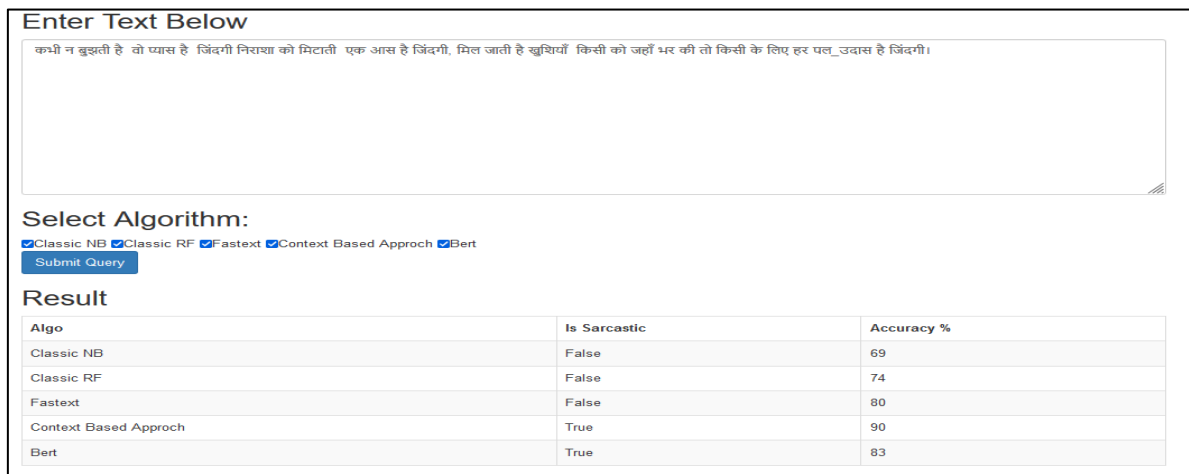 Enter Text Below
कभी न बुझती है वो प्यास है जिंदगी निराशा को मिटाती एक आस है जिंदगी, मिल जाती है खुशियाँ किसी को जहाँ भर की तो किसी के लिए हर पल_उदास है जिंदगी।
Select Algorithm:
Classic NB Classic RF Fastext Context Based Approch Bert
Submit Query
Result
Algo Is Sarcastic Accuracy %
Classic NB False 69
Classic RF False 74
Fastext False 80
Context Based Approch True 90
Bert True 83